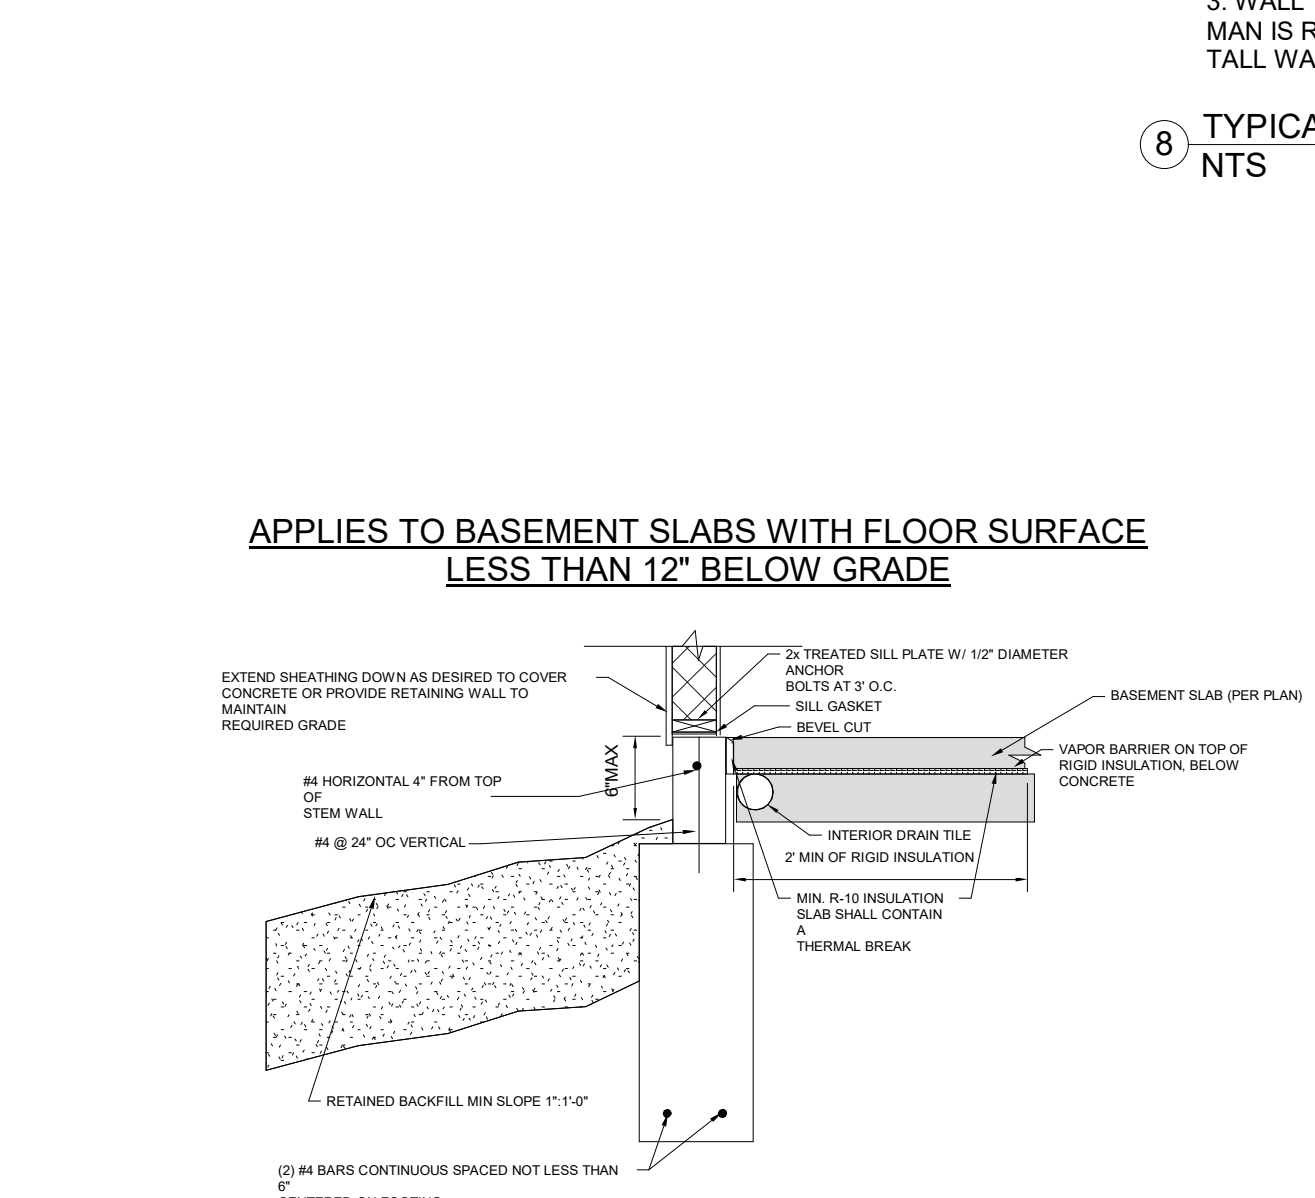 3. WALL
MAN IS R
TALL WA
8
TYPICA
NTS
APPLIES TO BASEMENT SLABS WITH FLOOR SURFACE
LESS THAN 12" BELOW GRADE
EXTEND SHEATHING DOWN AS DESIRED TO COVER
CONCRETE OR PROVIDE RETAINING WALL TO
MAINTAIN
REQUIRED GRADE
2x TREATED SILL PLATE W/ 1/2" DIAMETER
ANCHOR
BOLTS AT 3' O.C.
SILL GASKET
BEVEL CUT
BASEMENT SLAB (PER PLAN)
VAPOR BARRIER ON TOP OF
RIGID INSULATION, BELOW
CONCRETE
6"MAX
#4 HORIZONTAL 4" FROM TOP
OF
STEM WALL
#4 @ 24" OC VERTICAL
INTERIOR DRAIN TILE
2' MIN OF RIGID INSULATION
MIN. R-10 INSULATION
SLAB SHALL CONTAIN
A
THERMAL BREAK
RETAINED BACKFILL MIN SLOPE 1":1'-0"
(2) #4 BARS CONTINUOUS SPACED NOT LESS THAN
6"
CENTERED ON FOOTING